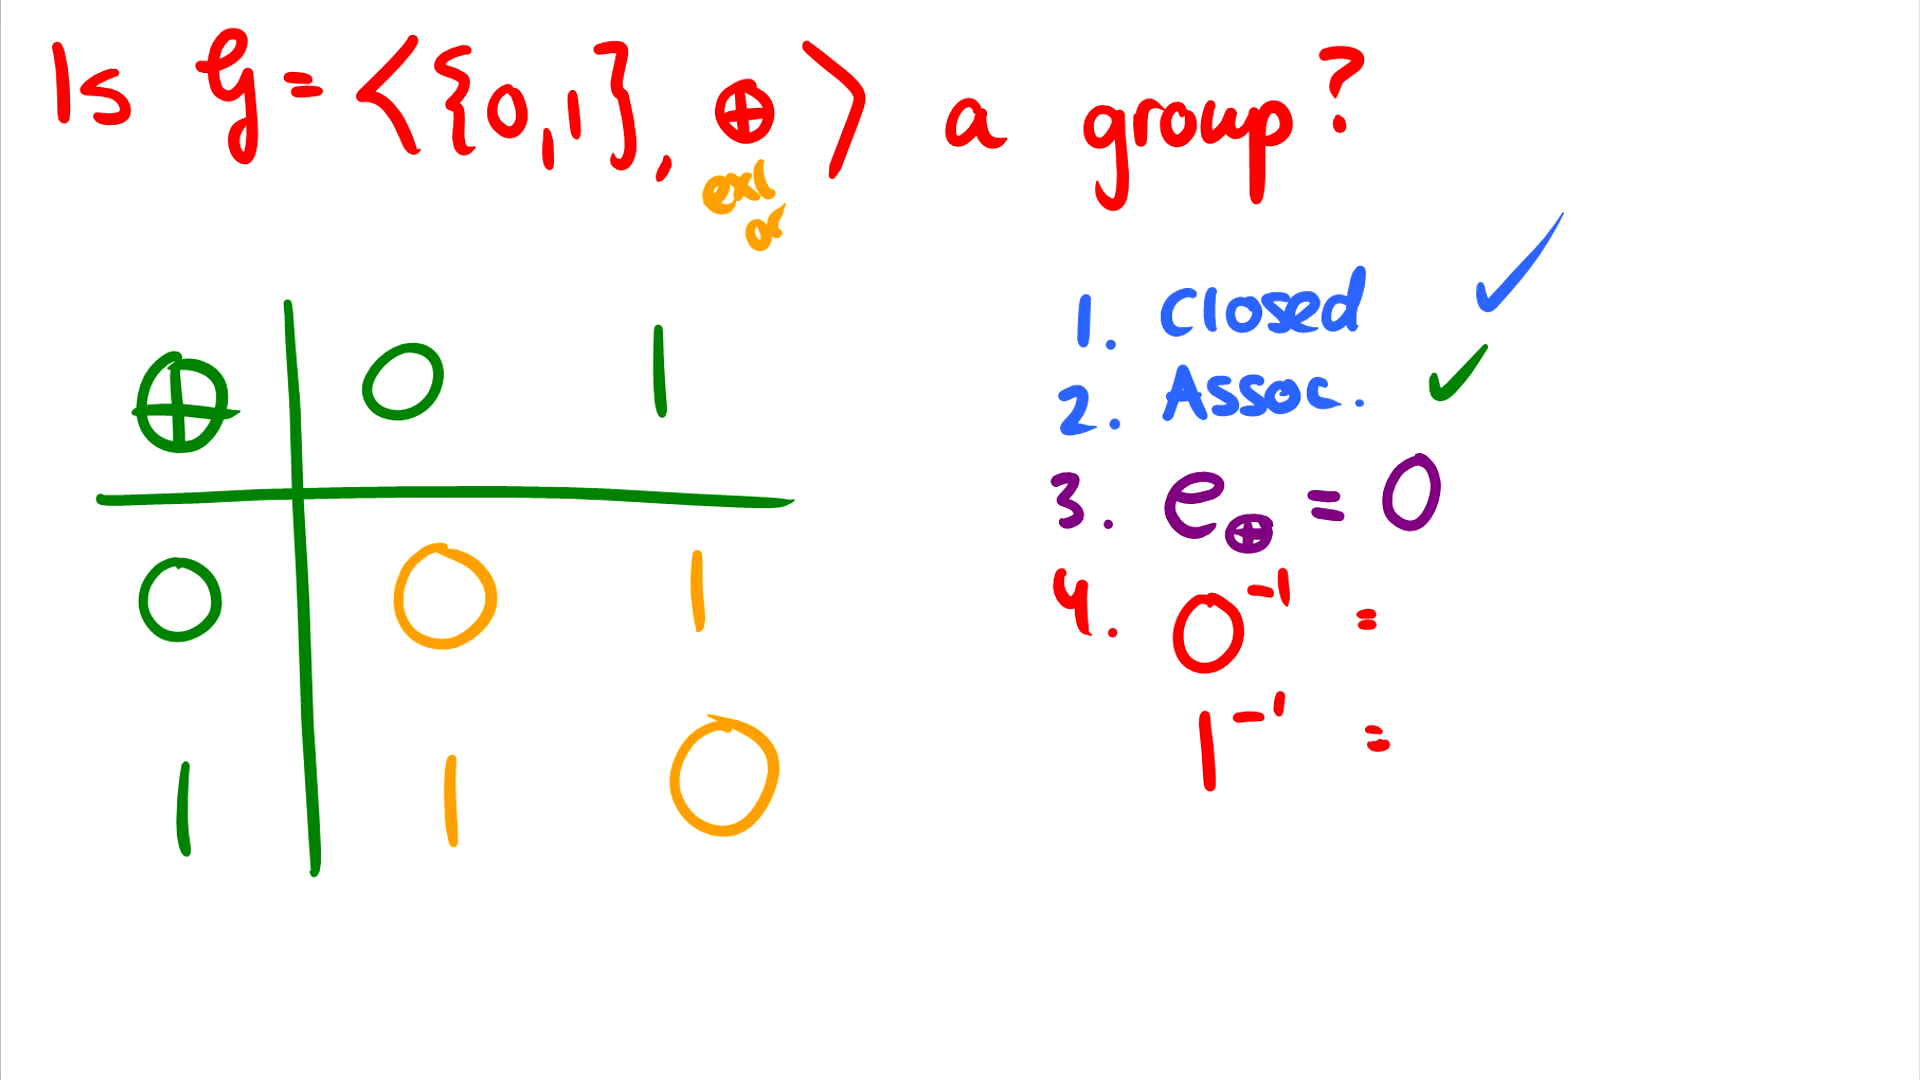 Is G = ⟨{0,1}, ⊕⟩ a group?
excl
or
⊕ 0 1
0 0 1
1 1 0
1. Closed ✓
2. Assoc. ✓
3. e⊕ = 0
4. 0⁻¹ =
1⁻¹ =